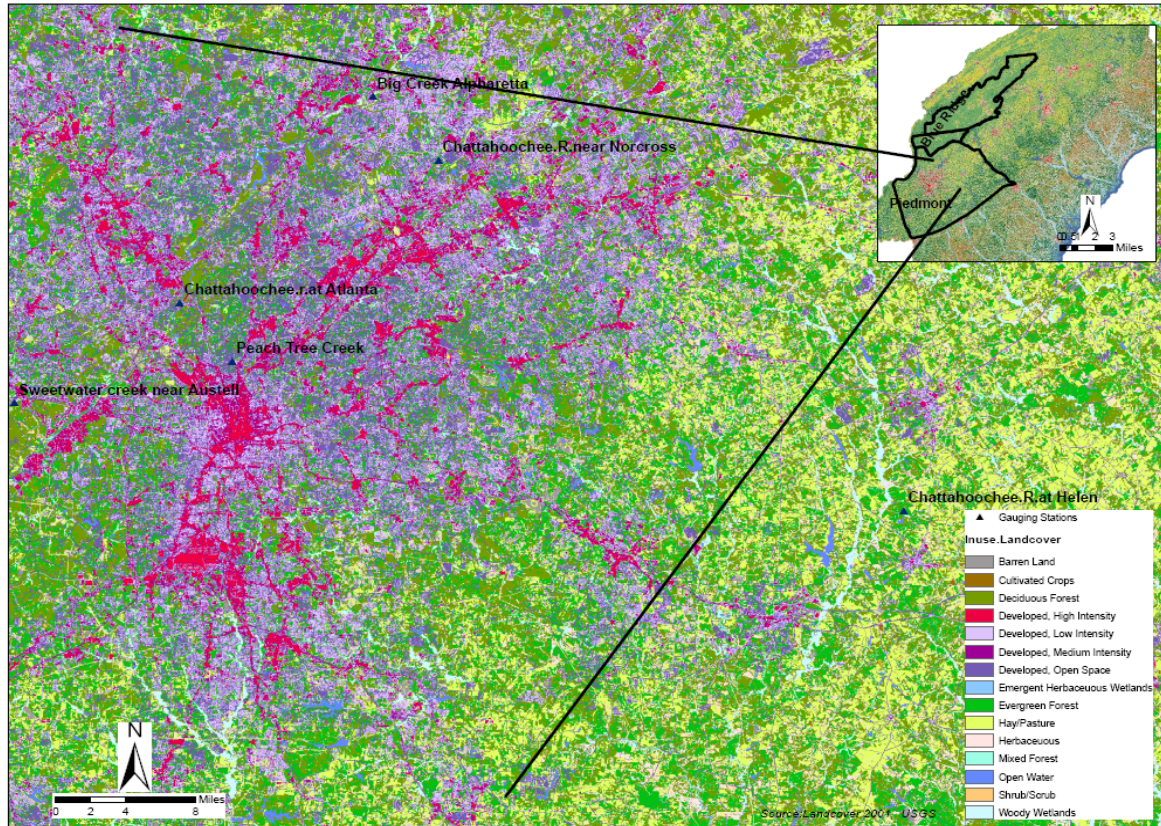 Big Creek Alpharetta
Chattahoochee.R.near Norcross
Chattahoochee.r.at Atlanta
Peach Tree Creek
Sweetwater creek near Austell
Chattahoochee.R.at Helen
Blue Ridge
Piedmont
N
2 3
Miles
Gauging Stations
lnuse.Landcover
Barren Land
Cultivated Crops
Deciduous Forest
Developed, High Intensity
Developed, Low Intensity
Developed, Medium Intensity
Developed, Open Space
Emergent Herbaceuous Wetlands
Evergreen Forest
Hay/Pasture
Herbaceuous
Mixed Forest
Open Water
Shrub/Scrub
Woody Wetlands
N
Miles
0 2 4 8
Source:Landcover 2001 USGS